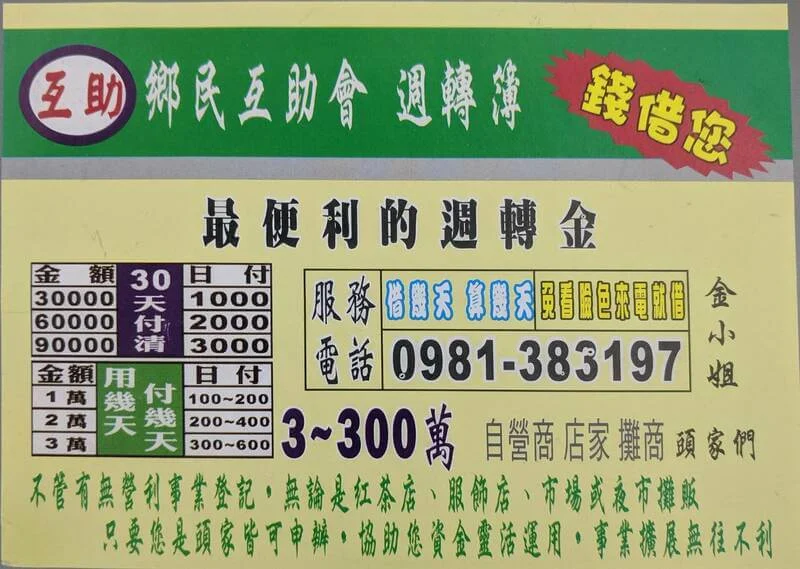 互助 鄉民互助會 週轉簿 錢借您
最便利的週轉金
金額 30天付清 日付
30000 1000
60000 2000
90000 3000
金額 用幾天 付幾天 日付
1萬 100~200
2萬 200~400
3萬 300~600
服務電話 借幾天 算幾天 免看臉色來電就借
0981-383197
金小姐
3~300萬 自營商 店家 攤商 頭家們
不管有無營利事業登記，無論是紅茶店、服飾店、市場或夜市攤販
只要您是頭家皆可申辦，協助您資金靈活運用，事業擴展無往不利